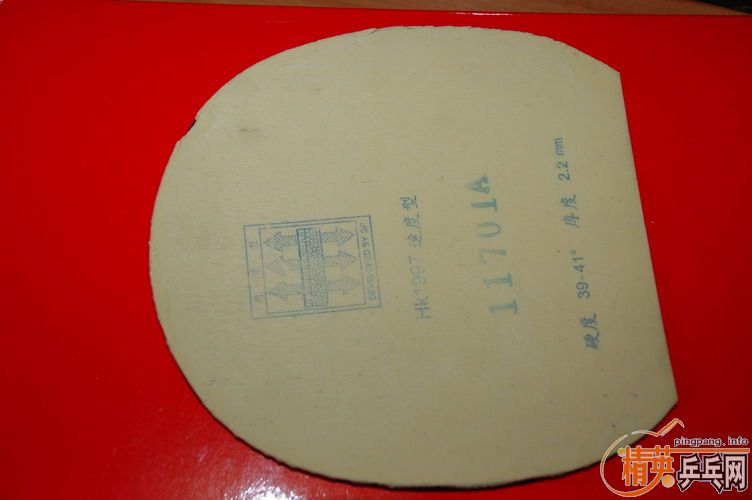 DEVELOPED BY SP
HK1997 速度型
11701A
硬度 39-41° 厚度 2.2 mm
pingpang.info
精英乒乓网